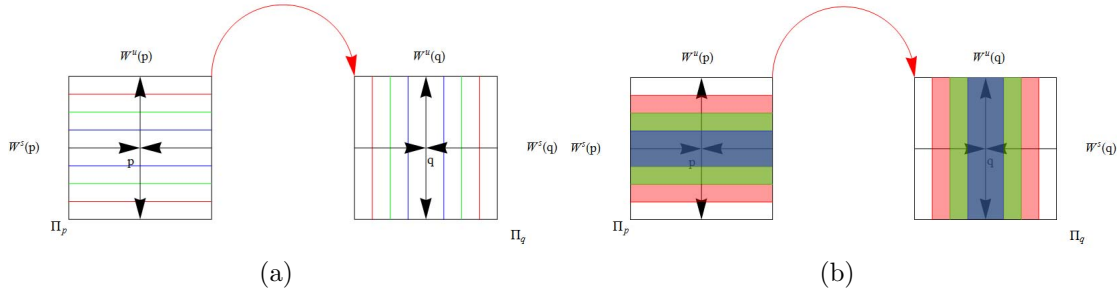 W^u(p) W^u(q) W^u(p) W^u(q)
W^s(p) p q W^s(q) W^s(p) p q W^s(q)
Π_p Π_q Π_p Π_q
(a) (b)